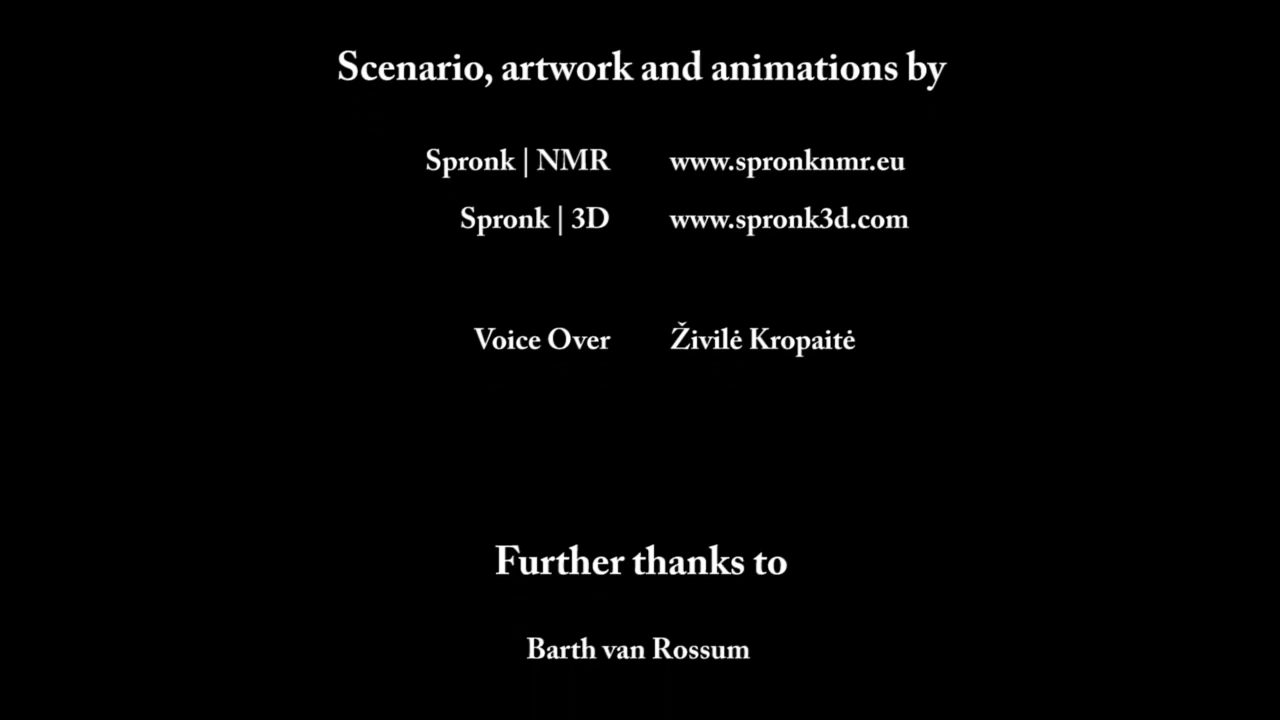 Scenario, artwork and animations by
Spronk | NMR www.spronknmr.eu
Spronk | 3D www.spronk3d.com
Voice Over Živilė Kropaitė
Further thanks to
Barth van Rossum